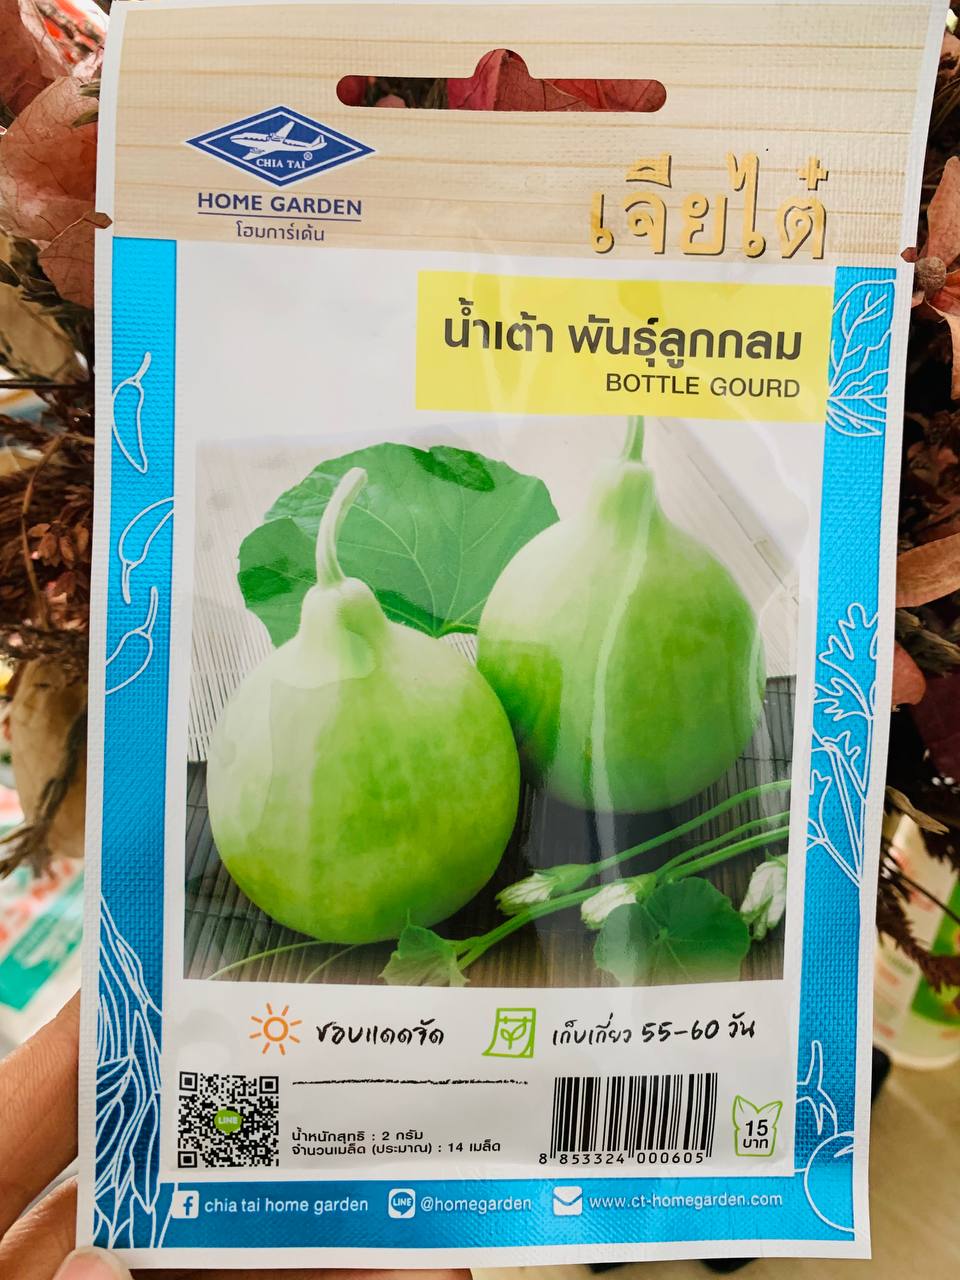 CHIA TAI®
HOME GARDEN
โฮมการ์เด้น
เจียไต๋
น้ำเต้า พันธุ์ลูกกลม
BOTTLE GOURD
ชอบแดดจัด
เก็บเกี่ยว 55-60 วัน
LINE
น้ำหนักสุทธิ : 2 กรัม
จำนวนเมล็ด (ประมาณ) : 14 เมล็ด
8 853324 000605
15
บาท
chia tai home garden
LINE @homegarden
www.ct-homegarden.com